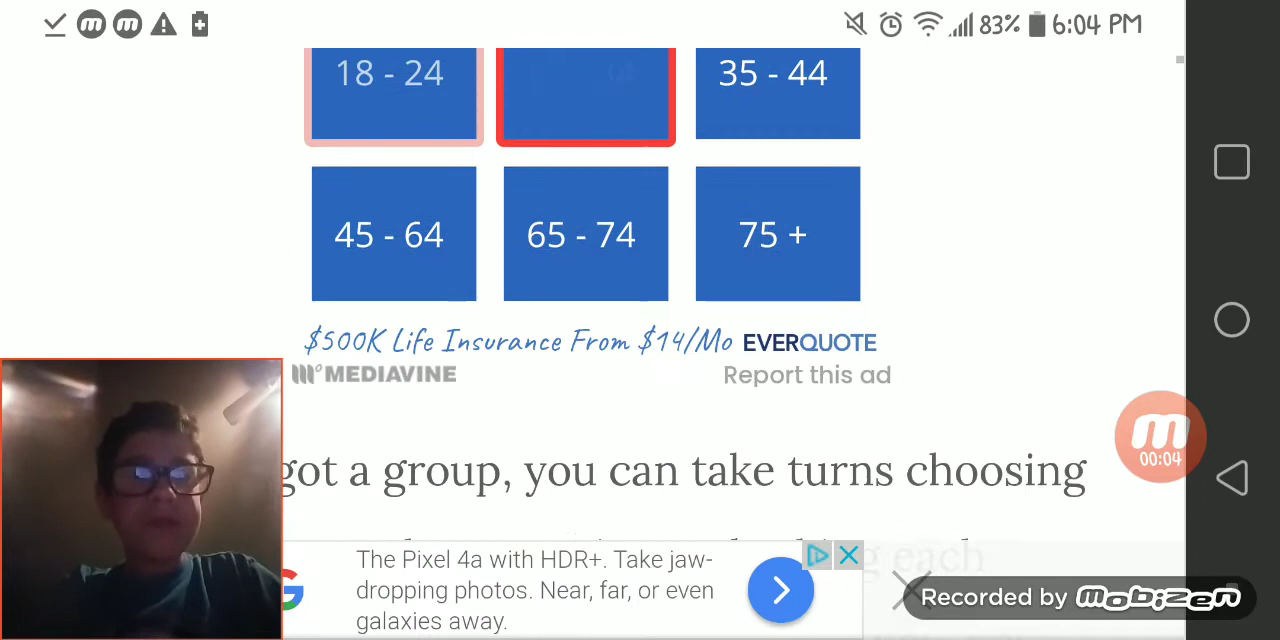 83% 6:04 PM
18 - 24
35 - 44
45 - 64
65 - 74
75 +
$500K Life Insurance From $14/Mo EVERQUOTE
MEDIAVINE
Report this ad
00:04
got a group, you can take turns choosing
each
The Pixel 4a with HDR+. Take jaw-
dropping photos. Near, far, or even
galaxies away.
Recorded by mobizen